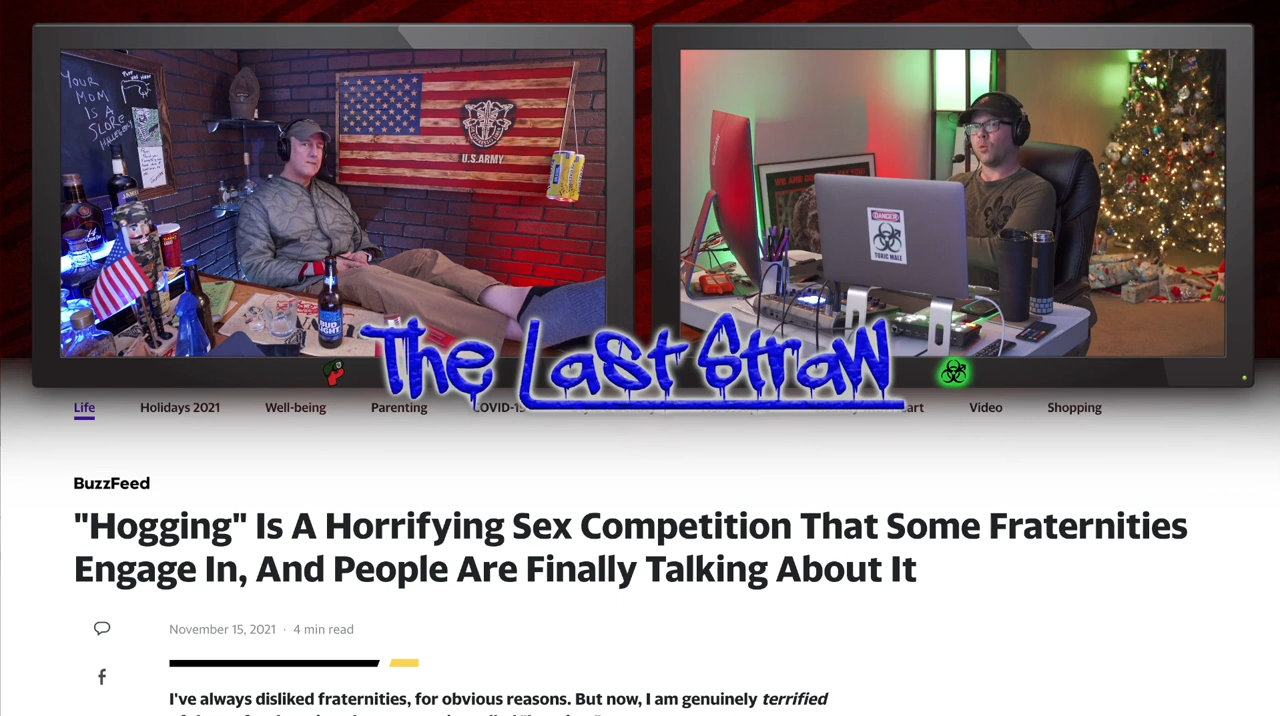 YOUR
MOM
IS A
U.S.ARMY
DANGER
TOXIC MALE
BUD
LIGHT
The Last Straw
Life Holidays 2021 Well-being Parenting COVID-19 Video Shopping
BuzzFeed
"Hogging" Is A Horrifying Sex Competition That Some Fraternities
Engage In, And People Are Finally Talking About It
November 15, 2021 · 4 min read
I've always disliked fraternities, for obvious reasons. But now, I am genuinely terrified